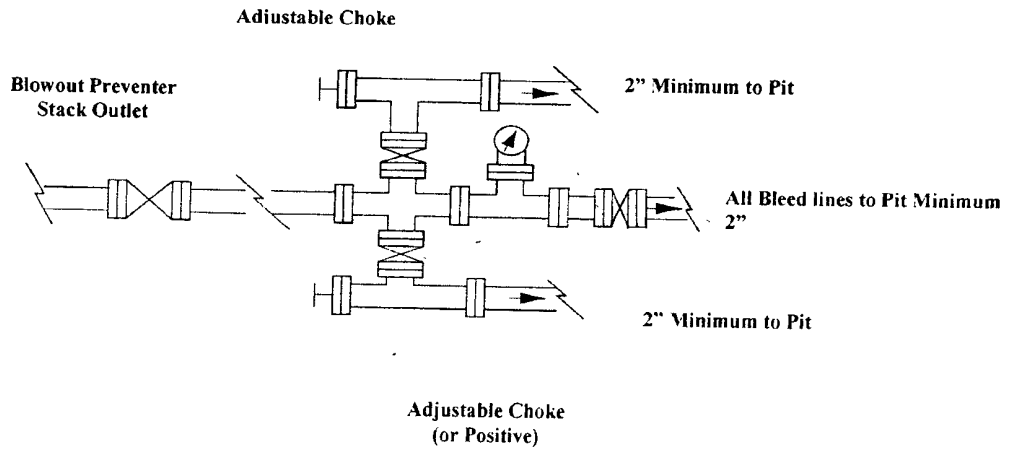 Adjustable Choke
Blowout Preventer
Stack Outlet
2” Minimum to Pit
All Bleed lines to Pit Minimum
2”
2” Minimum to Pit
Adjustable Choke
(or Positive)